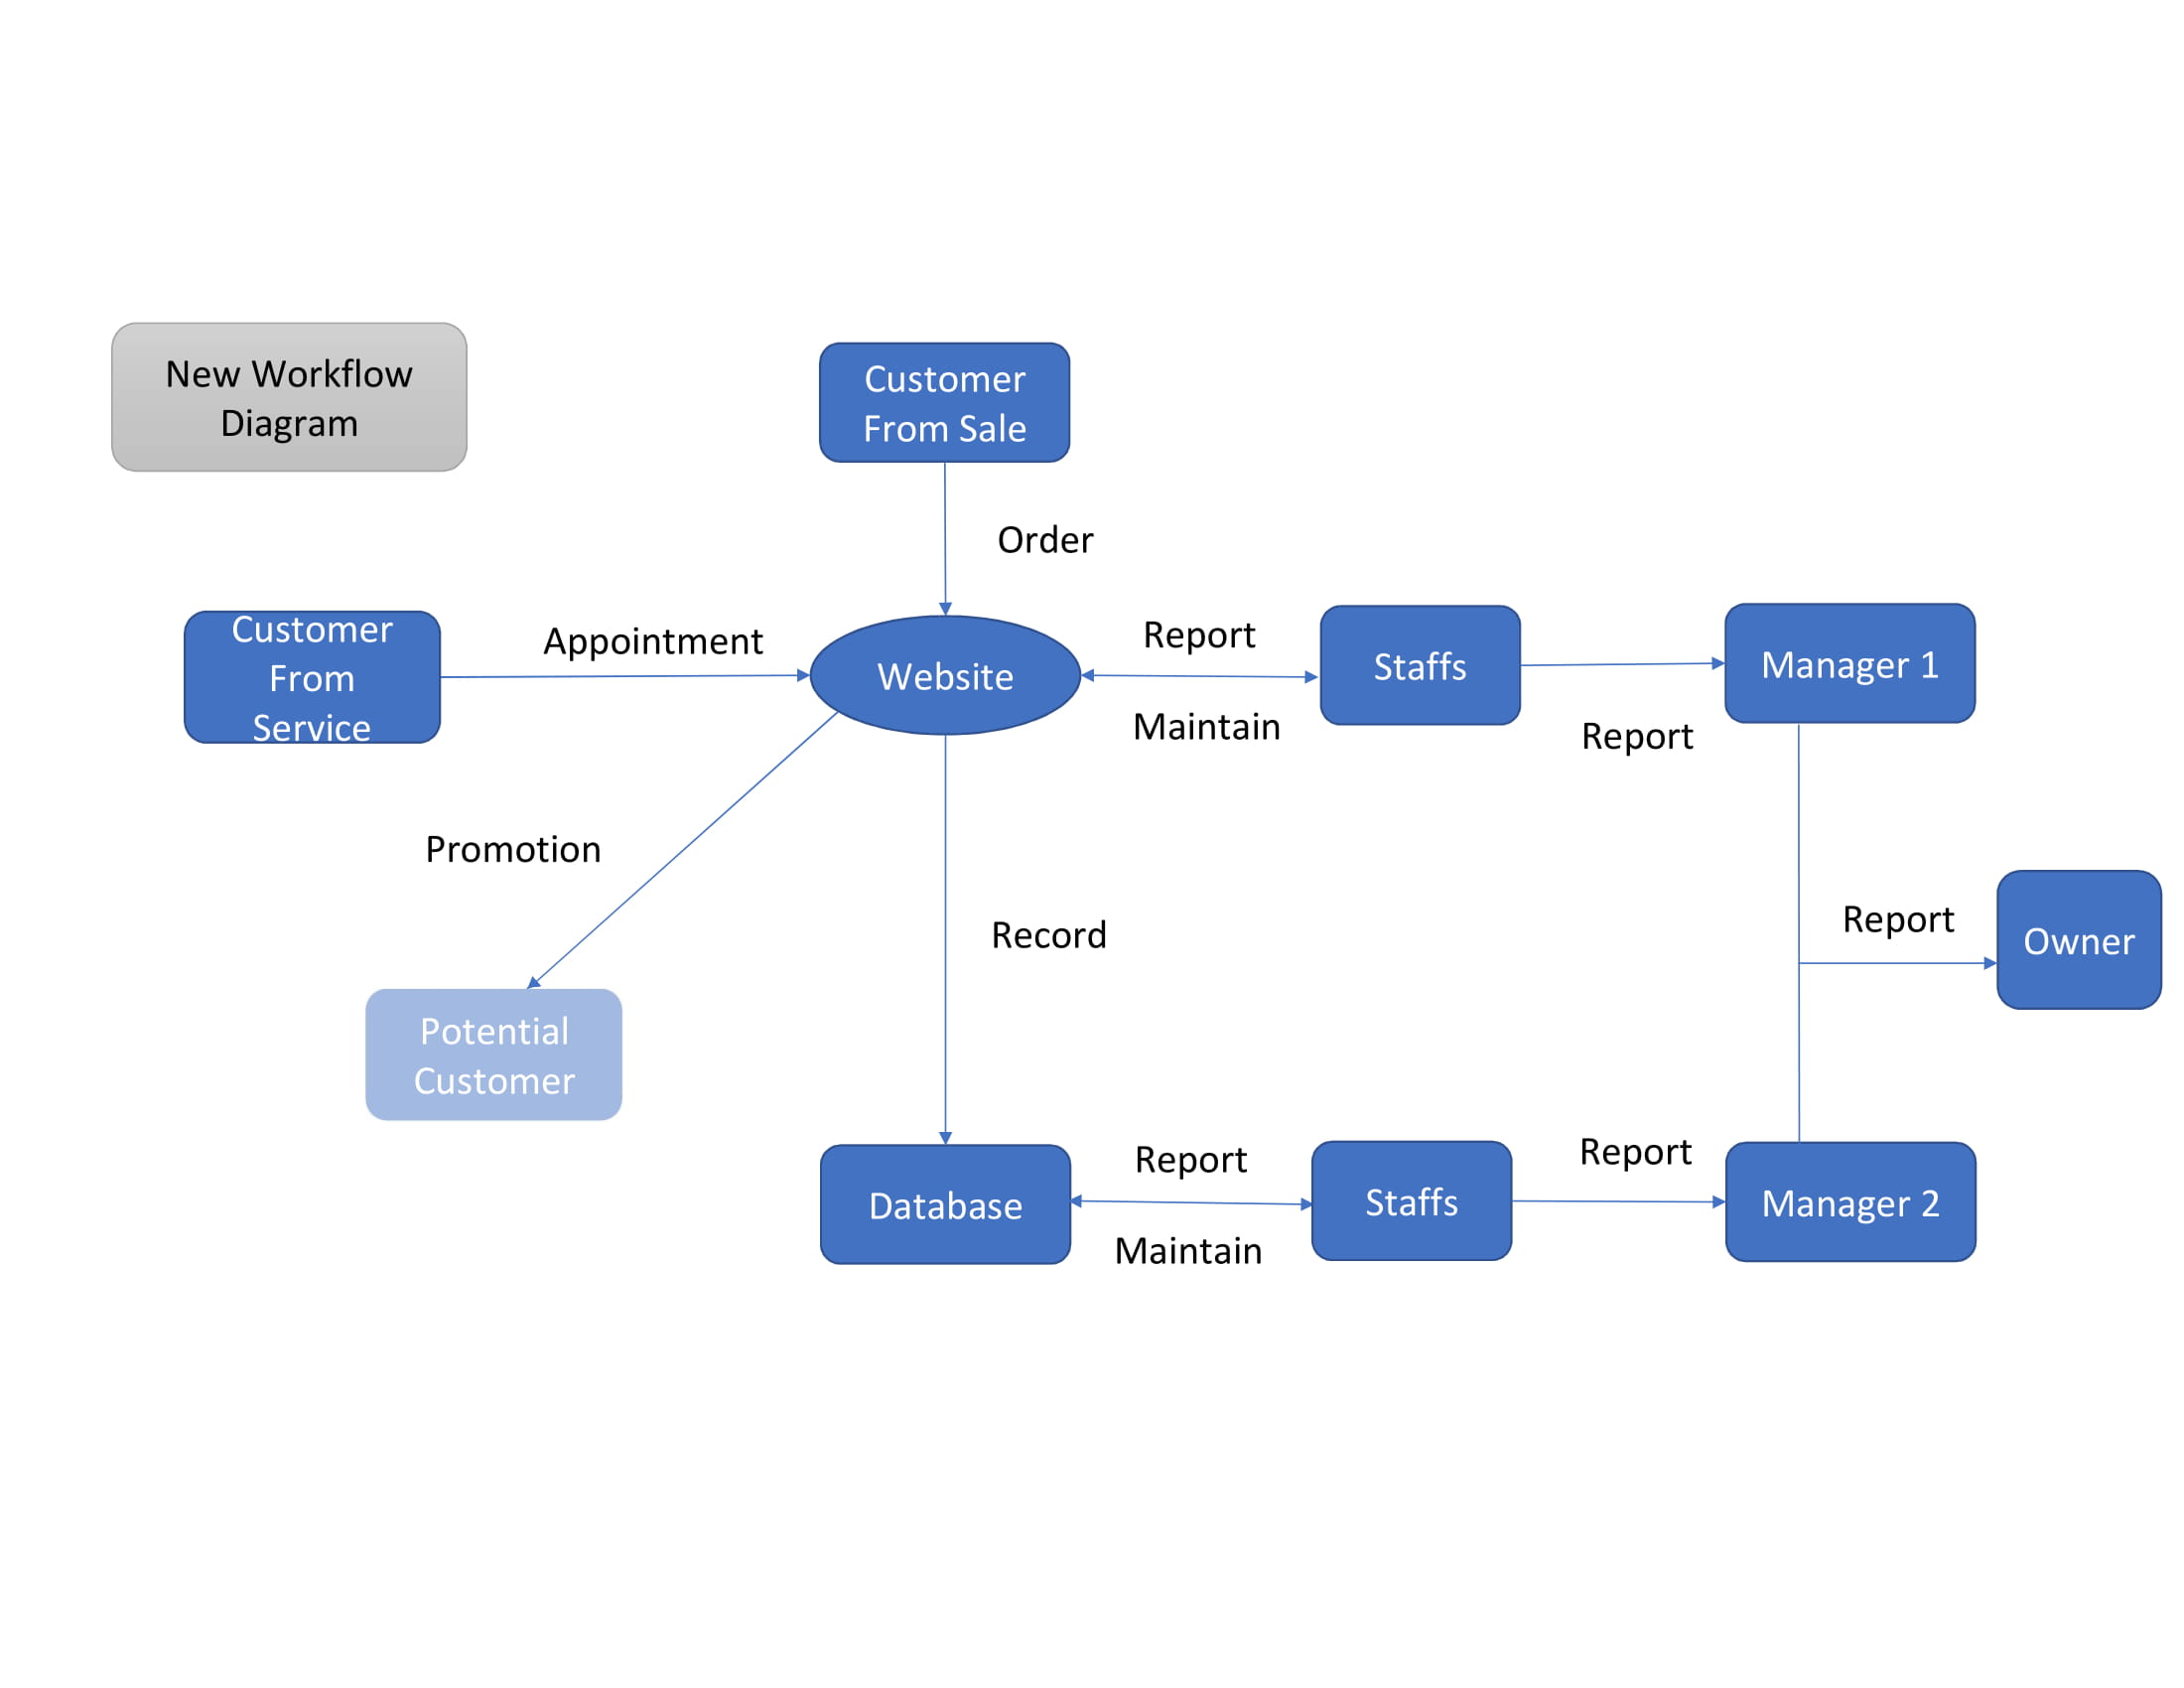 New Workflow
Diagram
Customer
From Sale
Order
Customer
From
Service
Appointment
Website
Report
Maintain
Staffs
Report
Manager 1
Promotion
Record
Report
Owner
Potential
Customer
Database
Report
Maintain
Staffs
Report
Manager 2